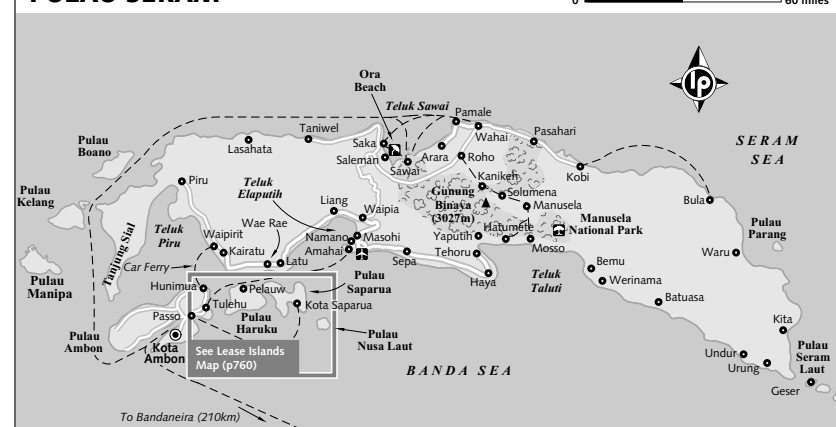 PULAU SERAM
0
60 miles
Ora
Beach
Teluk Sawai
Pamale
Wahai
Taniwel
Lasahata
Saka
Saleman
Sawai
Arara
Roho
Pasahari
Kobi
SERAM
SEA
Pulau
Boano
Pulau
Kelang
Piru
Teluk
Elaputih
Kanikeh
Solumena
Gunung
Binaya
(3027m)
Manusela
Manusela
National Park
Bula
Pulau
Parang
Tanjung Sial
Teluk
Piru
Liang
Waipia
Wae Rae
Waipirit
Kairatu
Namano
Masohi
Amahai
Latu
Yaputih
Hatumete
Mosso
Tehoru
Sepa
Haya
Teluk
Taluti
Bemu
Werinama
Batuasa
Waru
Pulau
Manipa
Car Ferry
Hunimua
Pelauw
Pulau
Saparua
Kota Saparua
Tulehu
Passo
Pulau
Haruku
Pulau
Ambon
Kota
Ambon
See Lease Islands
Map (p760)
Pulau
Nusa Laut
BANDA SEA
Kita
Undur
Urung
Pulau
Seram
Laut
Geser
To Bandaneira (210km)
lp